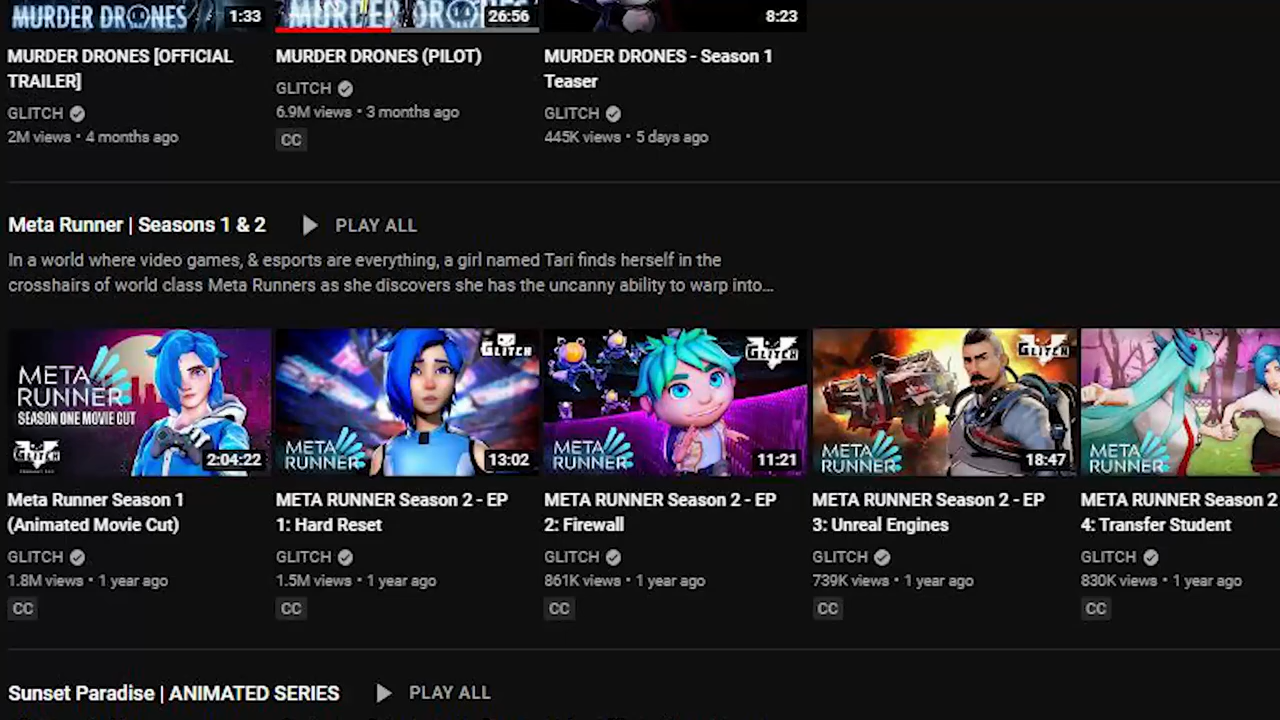 MURDER DRONES
1:33
MURDER DRONES
26:56
8:23
MURDER DRONES [OFFICIAL
TRAILER]
GLITCH
2M views • 4 months ago
MURDER DRONES (PILOT)
GLITCH
6.9M views • 3 months ago
CC
MURDER DRONES - Season 1
Teaser
GLITCH
445K views • 5 days ago
Meta Runner | Seasons 1 & 2
PLAY ALL
In a world where video games, & esports are everything, a girl named Tari finds herself in the
crosshairs of world class Meta Runners as she discovers she has the uncanny ability to warp into...
META
RUNNER
SEASON ONE MOVIE CUT
GLITCH
2:04:22
GLITCH
META
RUNNER
13:02
GLITCH
META
RUNNER
11:21
GLITCH
META
RUNNER
18:47
META
RUNNER
Meta Runner Season 1
(Animated Movie Cut)
GLITCH
1.8M views • 1 year ago
CC
META RUNNER Season 2 - EP
1: Hard Reset
GLITCH
1.5M views • 1 year ago
CC
META RUNNER Season 2 - EP
2: Firewall
GLITCH
861K views • 1 year ago
CC
META RUNNER Season 2 - EP
3: Unreal Engines
GLITCH
739K views • 1 year ago
CC
META RUNNER Season 2
4: Transfer Student
GLITCH
830K views • 1 year ago
CC
Sunset Paradise | ANIMATED SERIES
PLAY ALL